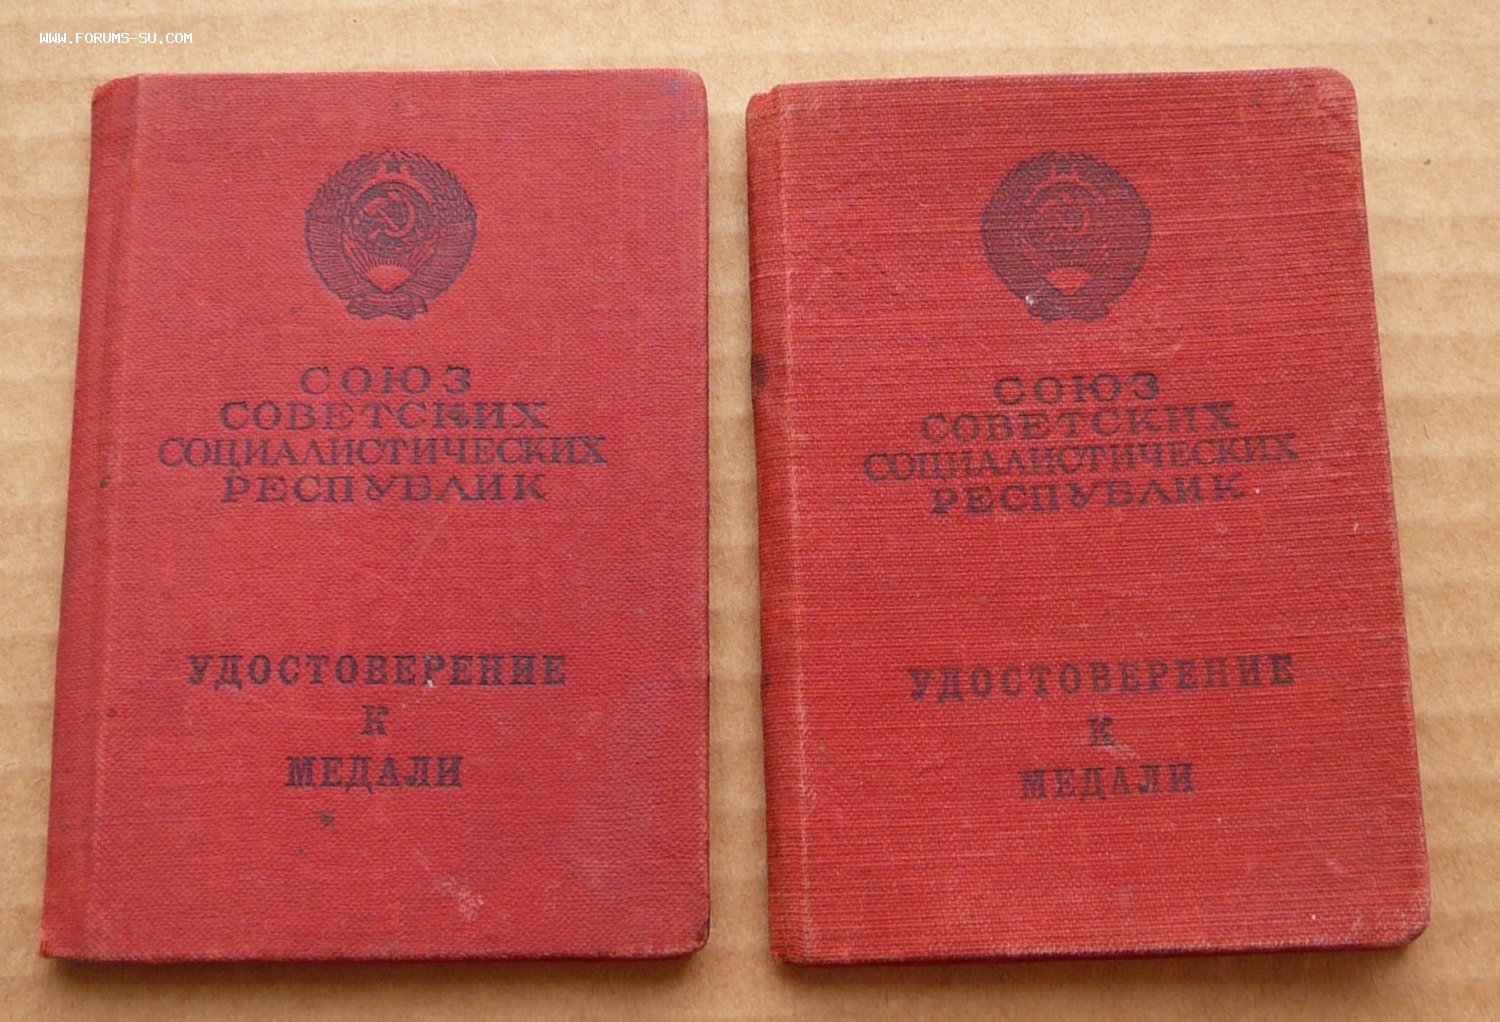 WWW.FORUMS-SU.COM
СОЮЗ
СОВЕТСКИХ
СОЦИАЛИСТИЧЕСКИХ
РЕСПУБЛИК
УДОСТОВЕРЕНИЕ
К
МЕДАЛИ
СОЮЗ
СОВЕТСКИХ
СОЦИАЛИСТИЧЕСКИХ
РЕСПУБЛИК
УДОСТОВЕРЕНИЕ
К
МЕДАЛИ